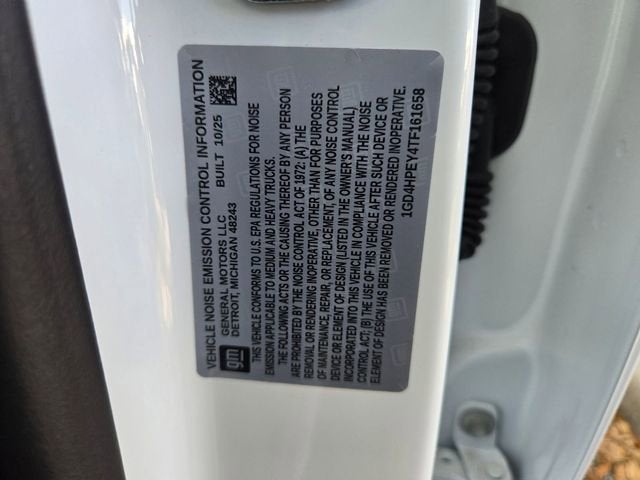 VEHICLE NOISE EMISSION CONTROL INFORMATION
gm
GENERAL MOTORS LLC
DETROIT, MICHIGAN 48243
BUILT 10/25
THIS VEHICLE CONFORMS TO U.S. EPA REGULATIONS FOR NOISE
EMISSION APPLICABLE TO MEDIUM AND HEAVY TRUCKS.
THE FOLLOWING ACTS OR THE CAUSING THEREOF BY ANY PERSON
ARE PROHIBITED BY THE NOISE CONTROL ACT OF 1972: (A) THE
REMOVAL OR RENDERING INOPERATIVE, OTHER THAN FOR PURPOSES
OF MAINTENANCE, REPAIR, OR REPLACEMENT, OF ANY NOISE CONTROL
DEVICE OR ELEMENT OF DESIGN (LISTED IN THE OWNER'S MANUAL)
INCORPORATED INTO THIS VEHICLE IN COMPLIANCE WITH THE NOISE
CONTROL ACT; (B) THE USE OF THIS VEHICLE AFTER SUCH DEVICE OR
ELEMENT OF DESIGN HAS BEEN REMOVED OR RENDERED INOPERATIVE.
1GD4HPEY4TF161658